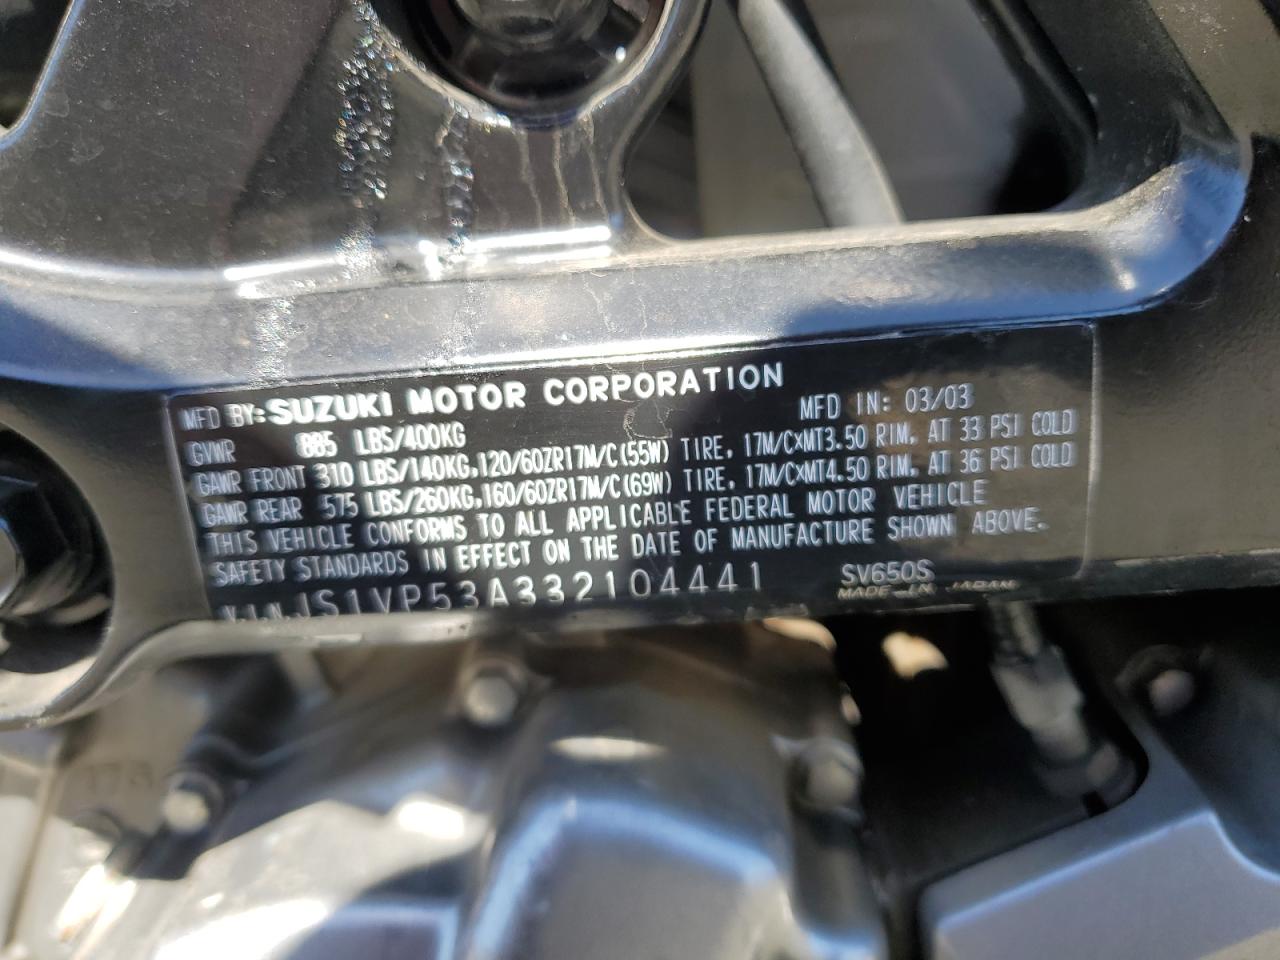 MFD BY: SUZUKI MOTOR CORPORATION MFD IN: 03/03
GVWR 885 LBS/400KG
GAWR FRONT 310 LBS/140KG, 120/60ZR17M/C(55W) TIRE, 17M/C×MT3.50 RIM, AT 33 PSI COLD
GAWR REAR 575 LBS/260KG, 160/60ZR17M/C(69W) TIRE, 17M/C×MT4.50 RIM, AT 36 PSI COLD
THIS VEHICLE CONFORMS TO ALL APPLICABLE FEDERAL MOTOR VEHICLE
SAFETY STANDARDS IN EFFECT ON THE DATE OF MANUFACTURE SHOWN ABOVE.
V.I.N. JS1VP53A332104441 SV650S
MADE IN JAPAN